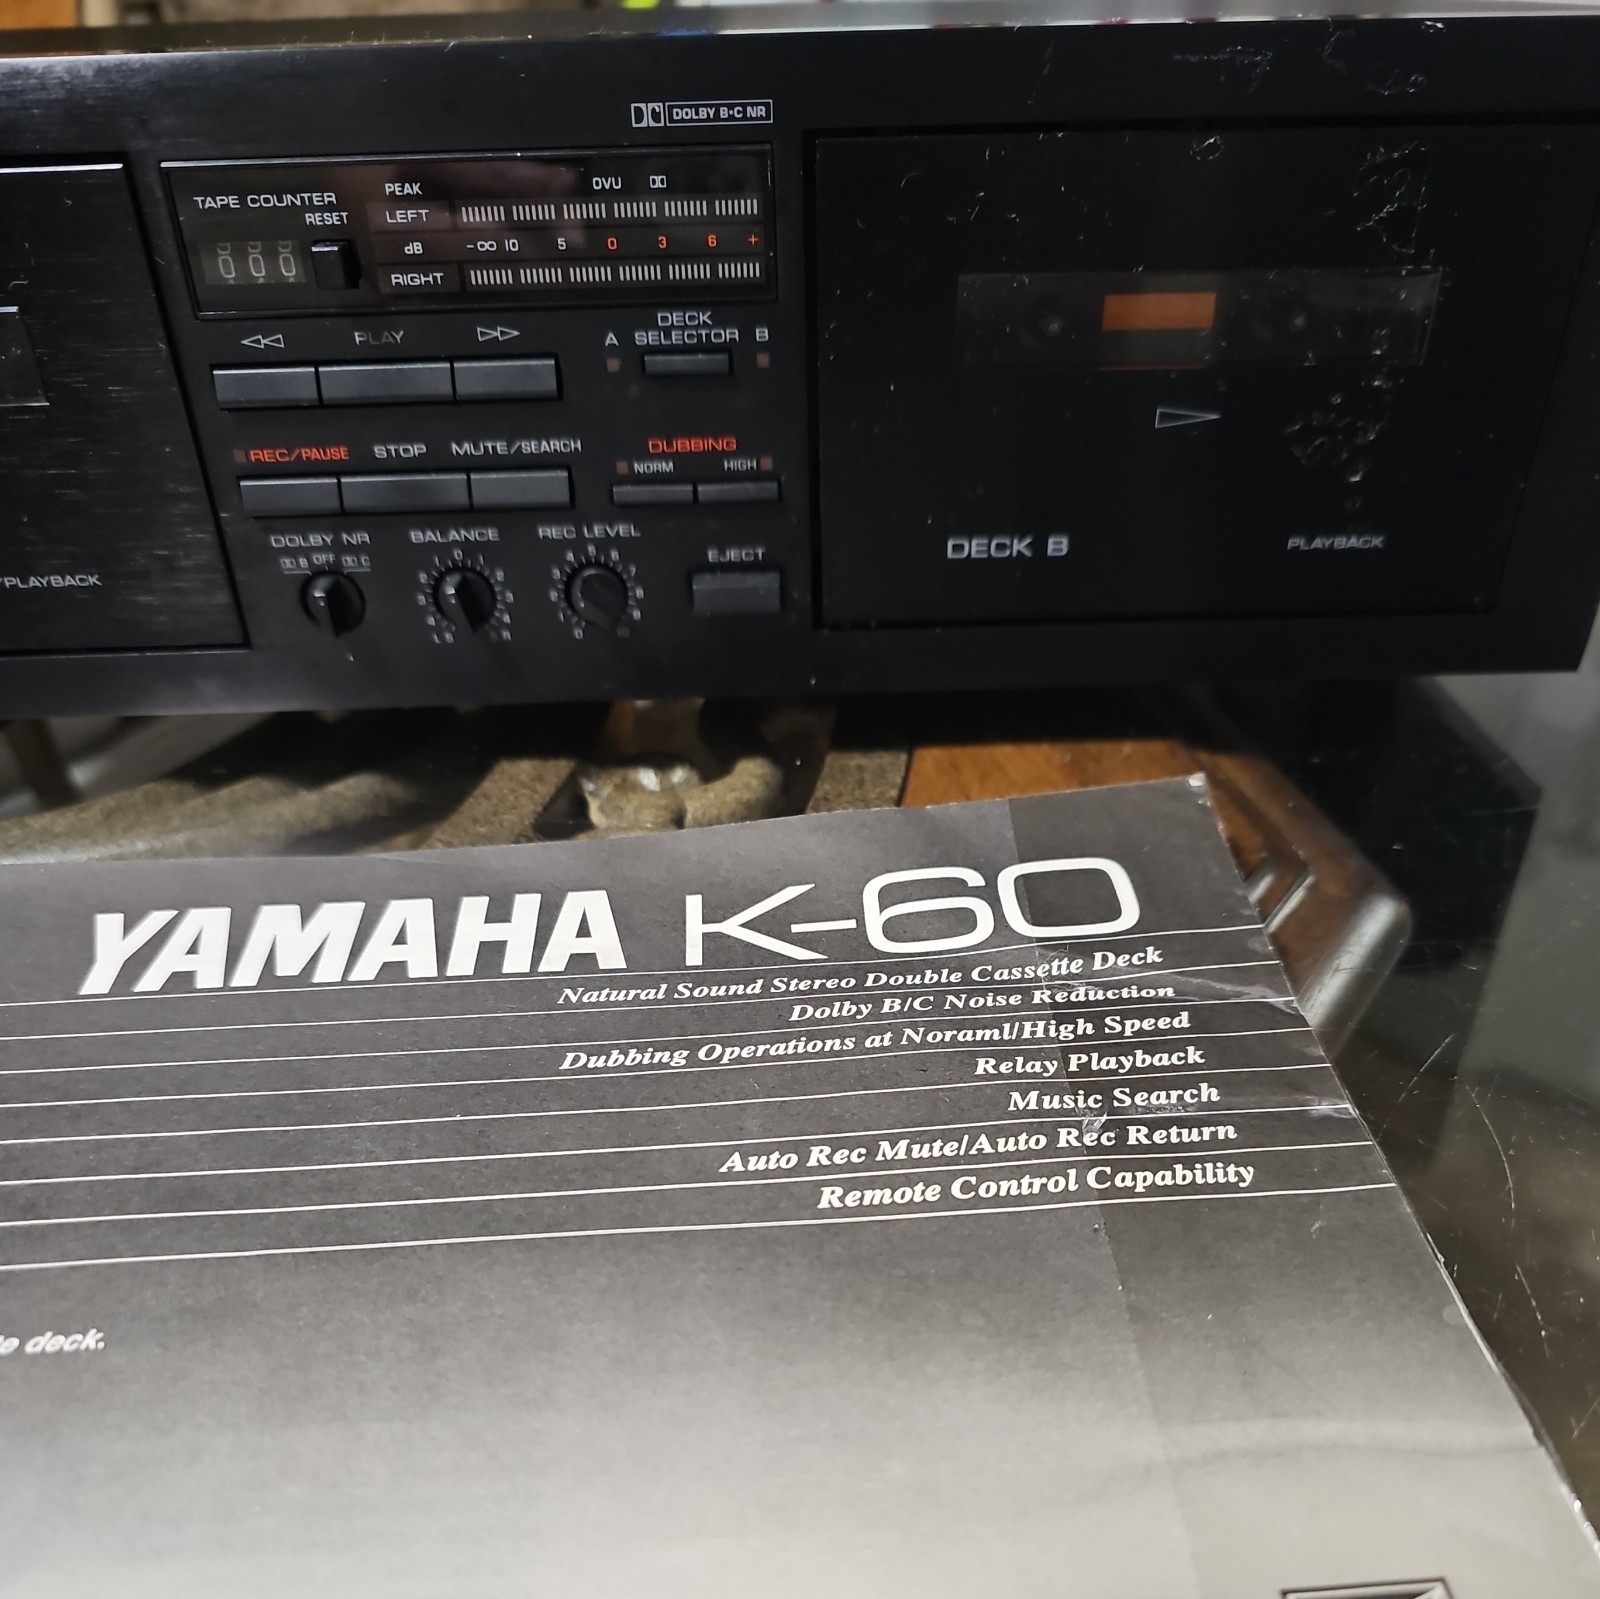 DOLBY B·C NR
TAPE COUNTER
RESET
000
PEAK
OVU
LEFT
dB -∞ 10 5 0 3 6 +
RIGHT
PLAY
A DECK SELECTOR B
REC/PAUSE STOP MUTE/SEARCH
DUBBING
NORM HIGH
DOLBY NR
B OFF C
BALANCE
REC LEVEL
EJECT
/PLAYBACK
DECK B
PLAYBACK
YAMAHA K-60
Natural Sound Stereo Double Cassette Deck
Dolby B/C Noise Reduction
Dubbing Operations at Noraml/High Speed
Relay Playback
Music Search
Auto Rec Mute/Auto Rec Return
Remote Control Capability
deck.